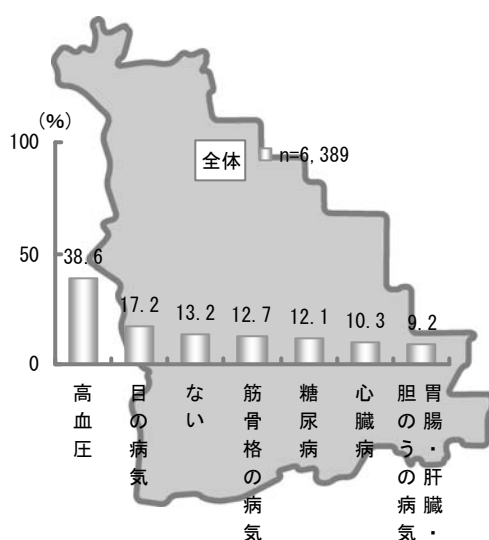 (%)
100
全体
n=6,389
50
38.6
17.2
13.2
12.7
12.1
10.3
9.2
0
高血圧
目の病気
ない
筋骨格の病気
糖尿病
心臓病
胃腸・肝臓・
胆のうの病気